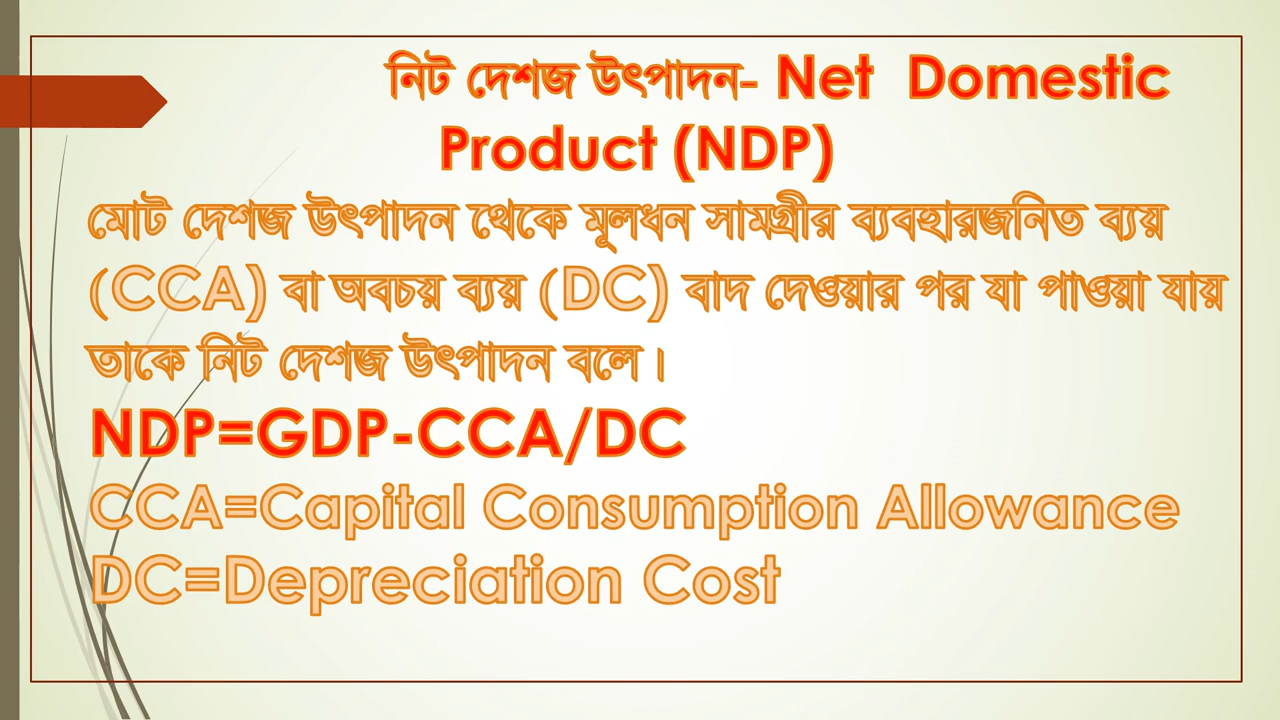 নিট দেশজ উৎপাদন- Net Domestic
Product (NDP)
মোট দেশজ উৎপাদন থেকে মূলধন সামগ্রীর ব্যবহারজনিত ব্যয়
(CCA) বা অবচয় ব্যয় (DC) বাদ দেওয়ার পর যা পাওয়া যায়
তাকে নিট দেশজ উৎপাদন বলে।
NDP=GDP-CCA/DC
CCA=Capital Consumption Allowance
DC=Depreciation Cost